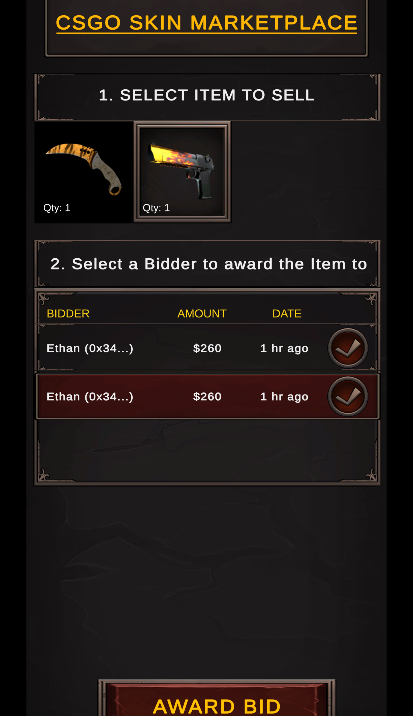 CSGO SKIN MARKETPLACE
1. SELECT ITEM TO SELL
Qty: 1 Qty: 1
2. Select a Bidder to award the Item to
BIDDER AMOUNT DATE
Ethan (0x34...) $260 1 hr ago
Ethan (0x34...) $260 1 hr ago
AWARD BID